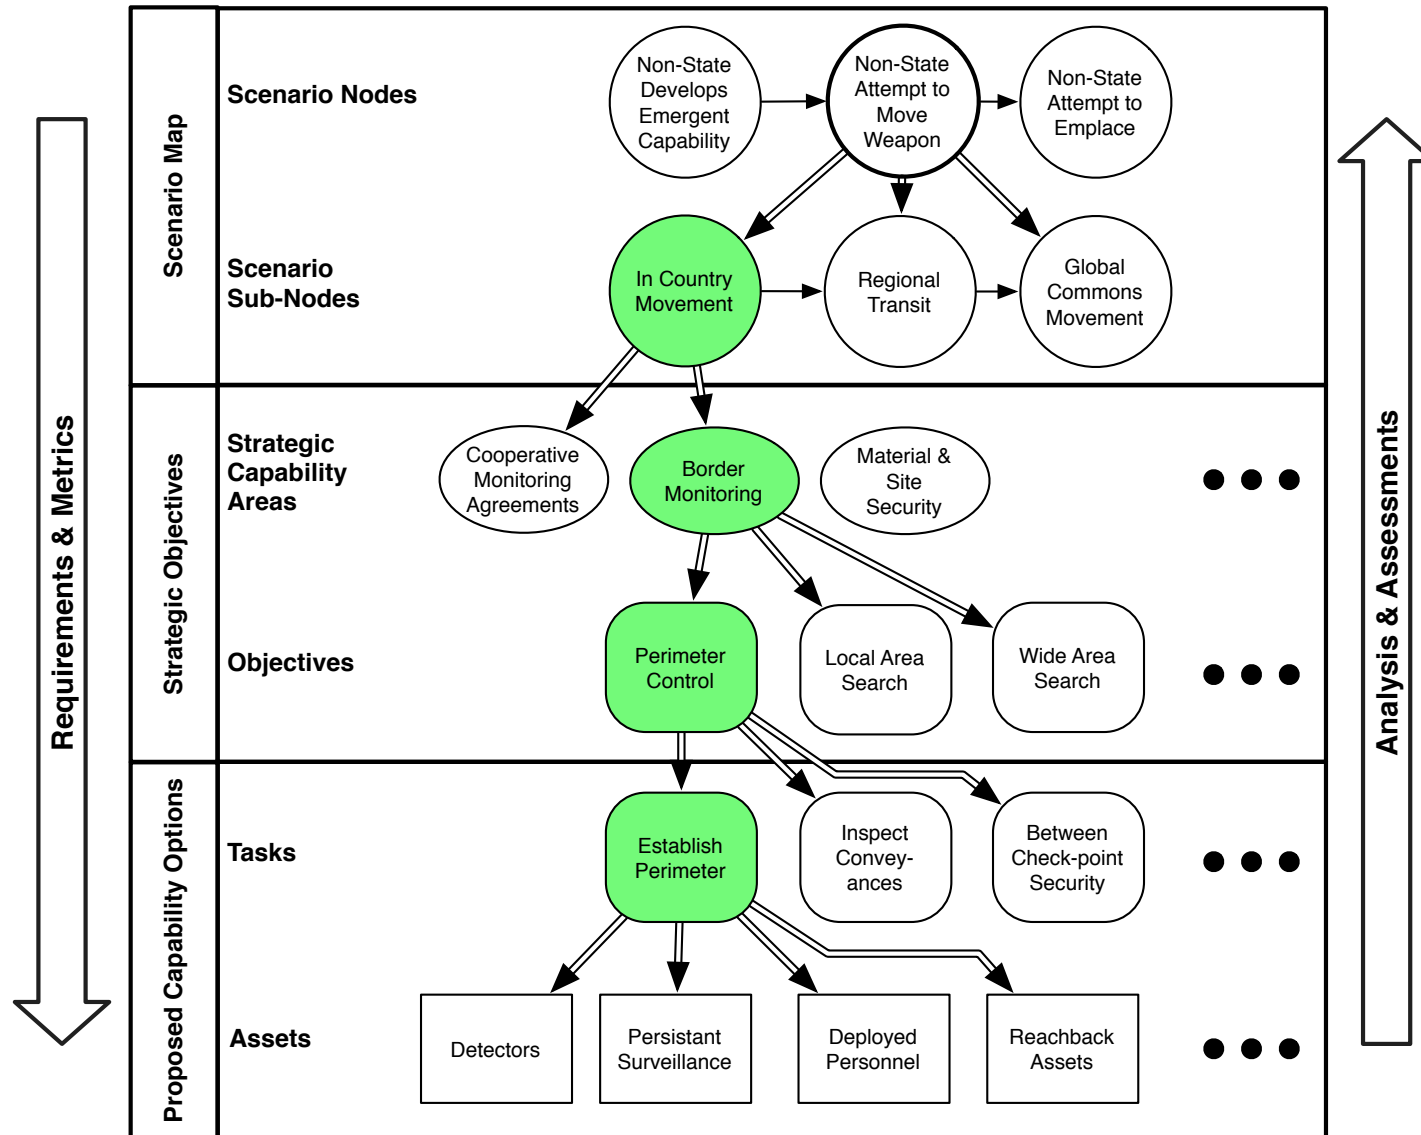 Scenario Map
Scenario Nodes
Non-State
Develops
Emergent
Capability
Non-State
Attempt to
Move
Weapon
Non-State
Attempt to
Emplace
Scenario
Sub-Nodes
In Country
Movement
Regional
Transit
Global
Commons
Movement
Requirements & Metrics
Analysis & Assessments
Strategic Objectives
Strategic
Capability
Areas
Cooperative
Monitoring
Agreements
Border
Monitoring
Material &
Site
Security
Objectives
Perimeter
Control
Local Area
Search
Wide Area
Search
Proposed Capability Options
Tasks
Establish
Perimeter
Inspect
Convey-
ances
Between
Check-point
Security
Assets
Detectors
Persistant
Surveillance
Deployed
Personnel
Reachback
Assets